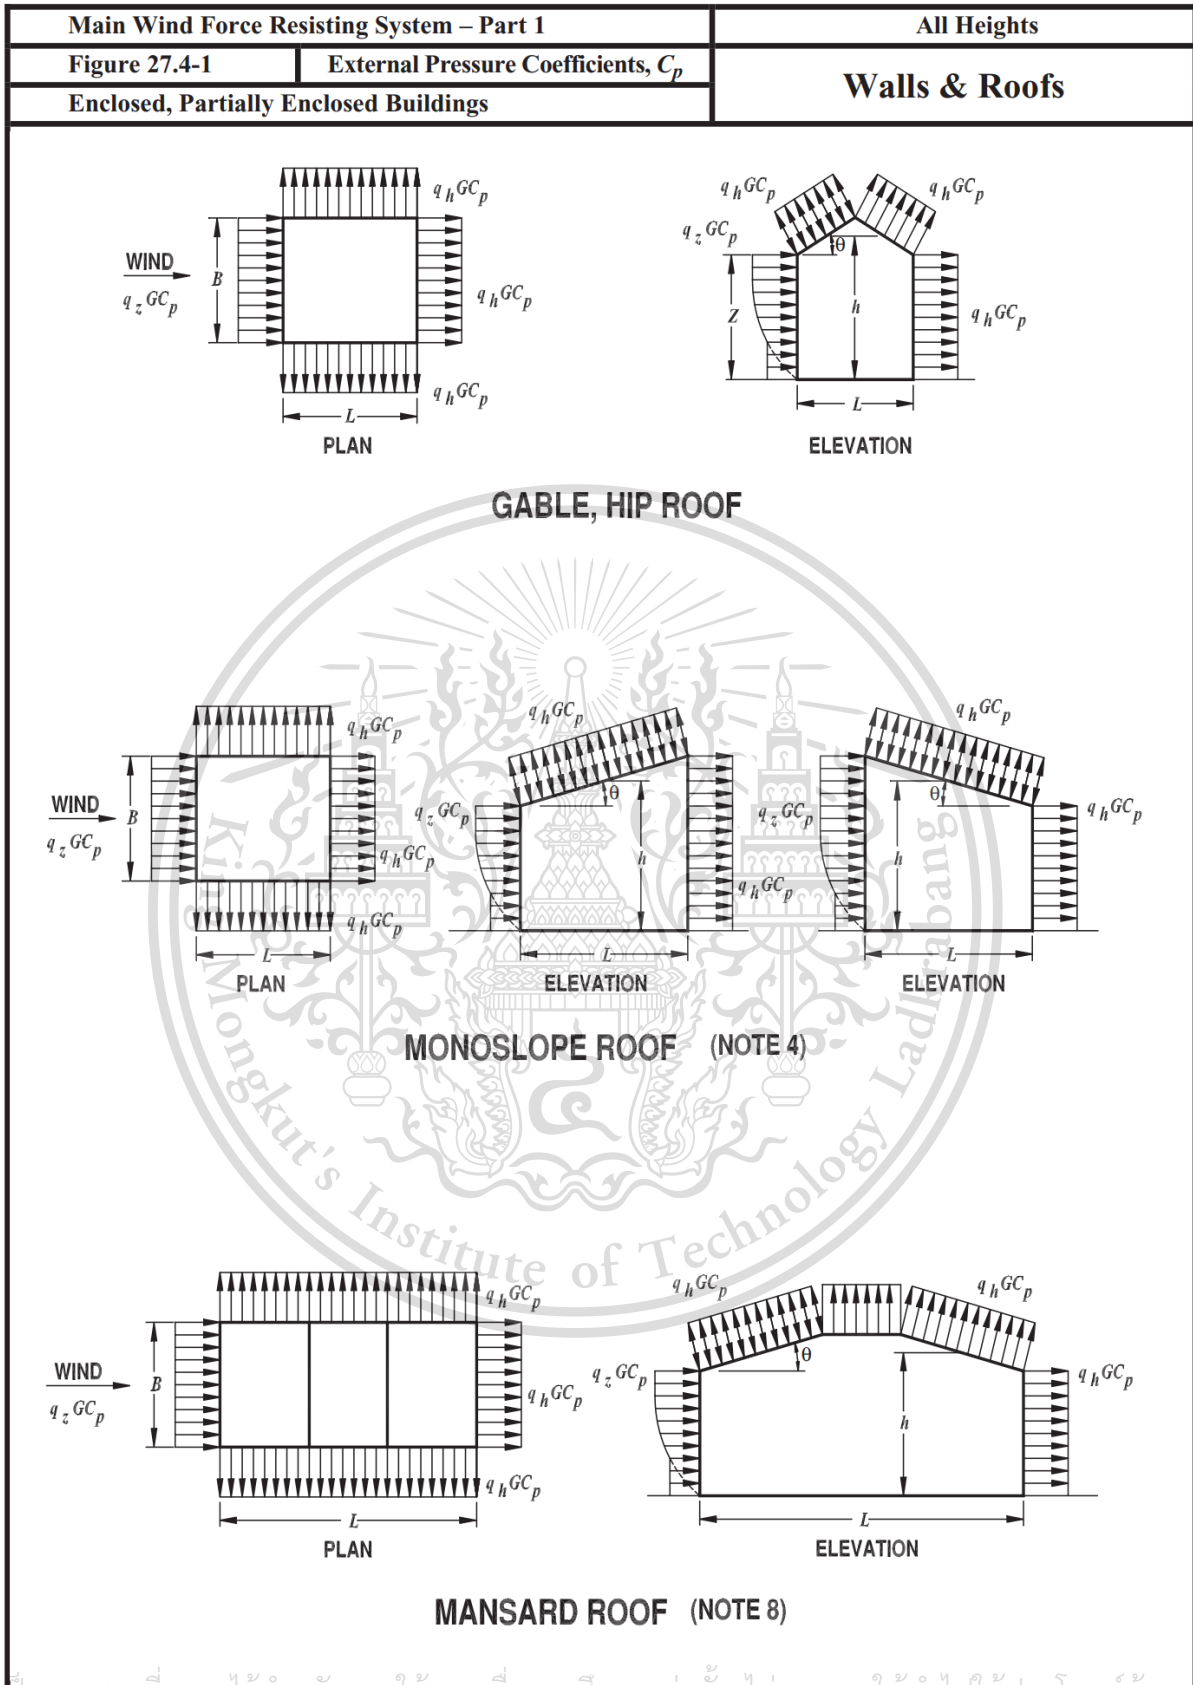 Main Wind Force Resisting System – Part 1
All Heights
Figure 27.4-1
External Pressure Coefficients, Cp
Walls & Roofs
Enclosed, Partially Enclosed Buildings
qhGCp
qhGCp
qhGCp
qzGCp
WIND
B
qzGCp
qhGCp
θ
Z
h
qhGCp
qhGCp
L
L
PLAN
ELEVATION
GABLE, HIP ROOF
qhGCp
qhGCp
qhGCp
WIND
B
qzGCp
qhGCp
qhGCp
qzGCp
θ
h
qhGCp
qzGCp
θ
h
qhGCp
L
L
L
PLAN
ELEVATION
ELEVATION
MONOSLOPE ROOF (NOTE 4)
King Mongkut's Institute of Technology Ladkrabang
qhGCp
qhGCp
qhGCp
WIND
B
qzGCp
qhGCp
qzGCp
θ
h
qhGCp
qhGCp
L
L
PLAN
ELEVATION
MANSARD ROOF (NOTE 8)